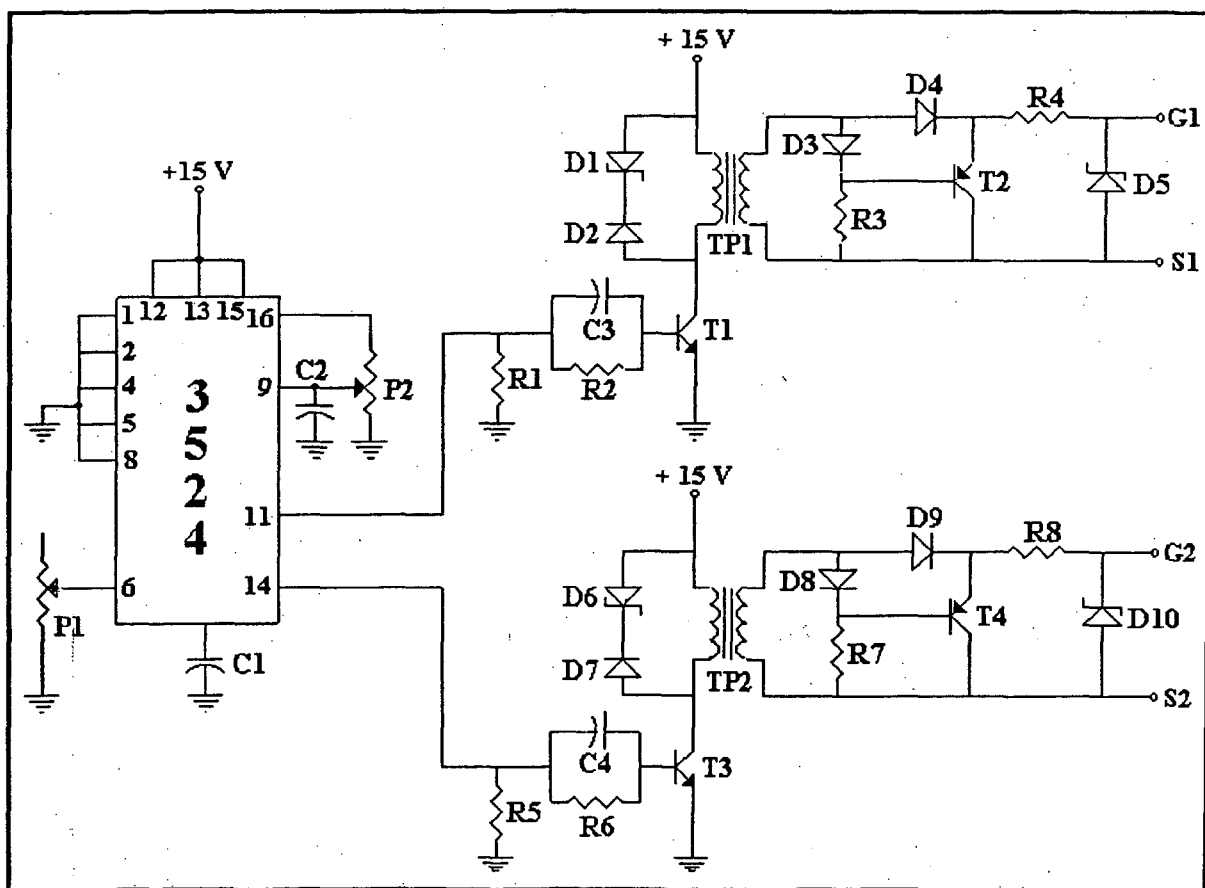 + 15 V
D4
R4
G1
D3
D1
T2
D5
+15 V
R3
D2
TP1
S1
1
12
13
15
16
C3
T1
2
C2
4
9
P2
R1
R2
3
5
5
8
2
+ 15 V
11
D9
R8
G2
4
D8
6
14
D6
T4
D10
P1
R7
C1
D7
TP2
S2
C4
T3
R5
R6